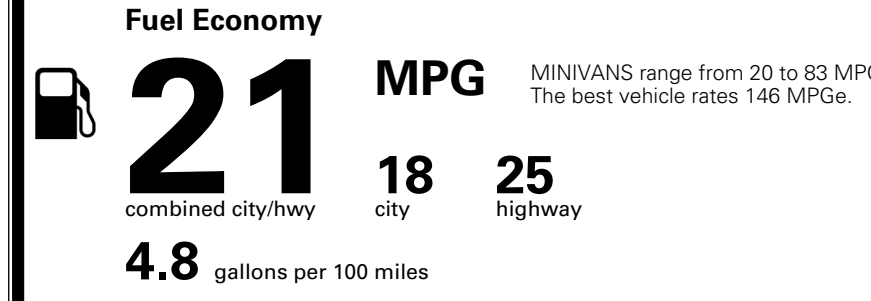 Fuel Economy
21 MPG
MINIVANS range from 20 to 83
The best vehicle rates 146 MPGe.
18 25
combined city/hwy city highway
4.8 gallons per 100 miles